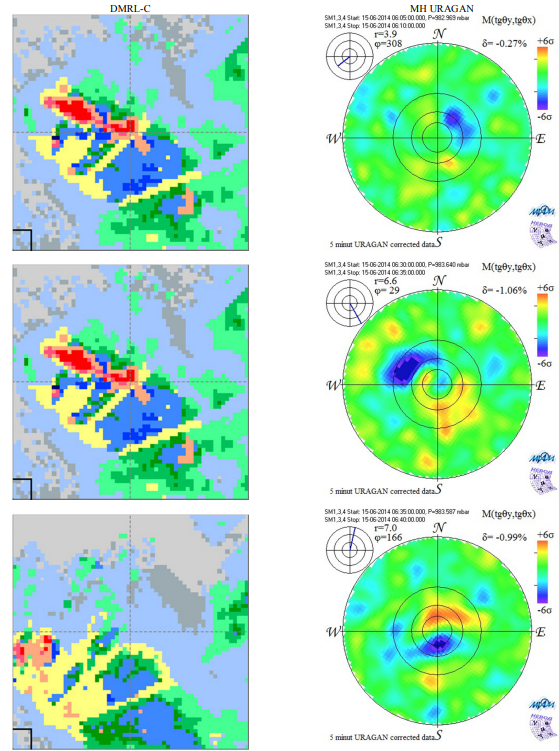 DMRL-C
MH URAGAN
SM1,3,4 Start: 15-06-2014 06:05:00.000, P=982.969 mbar
SM1,3,4 Stop: 15-06-2014 06:10:00.000
r=3.9
φ=308
N
M(tgθy,tgθx)
δ= -0.27%
+6σ
-6σ
W
E
S
5 minut URAGAN corrected data
SM1,3,4 Start: 15-06-2014 06:30:00.000, P=983.640 mbar
SM1,3,4 Stop: 15-06-2014 06:35:00.000
r=6.6
φ= 29
N
M(tgθy,tgθx)
δ= -1.06%
+6σ
-6σ
W
E
S
5 minut URAGAN corrected data
SM1,3,4 Start: 15-06-2014 06:35:00.000, P=983.587 mbar
SM1,3,4 Stop: 15-06-2014 06:40:00.000
r=7.0
φ=166
N
M(tgθy,tgθx)
δ= -0.99%
+6σ
-6σ
W
E
S
5 minut URAGAN corrected data